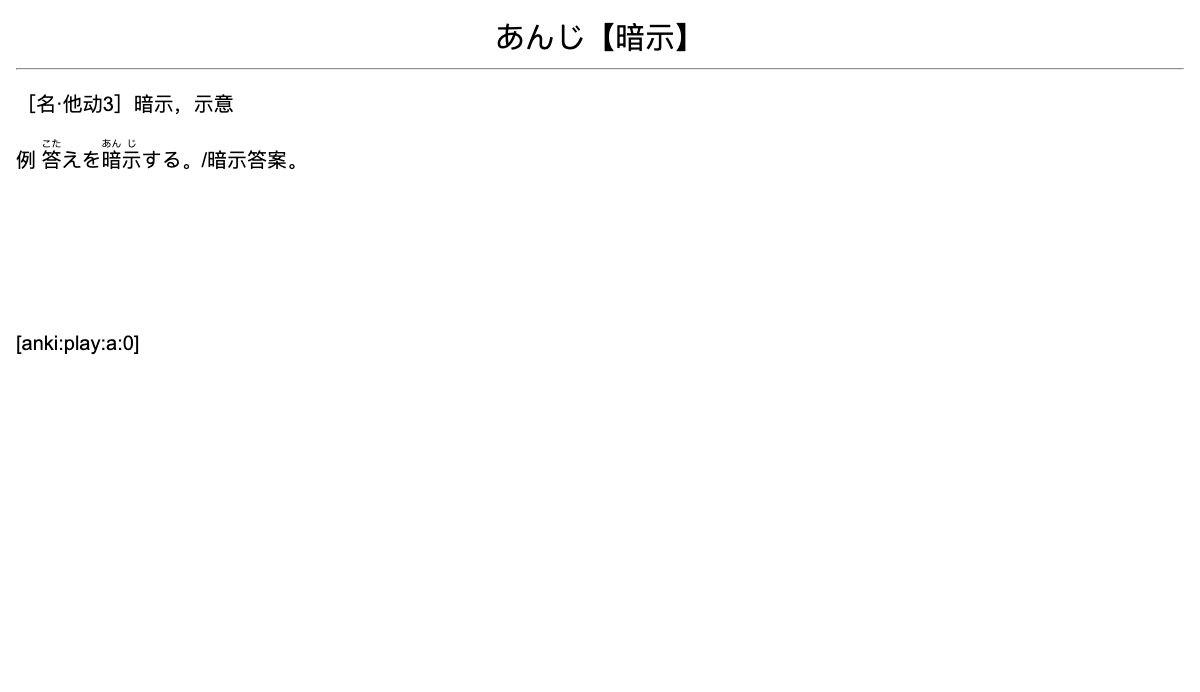 あんじ【暗示】
［名·他动3］暗示，示意
例 答えを暗示する。/暗示答案。
こた あん じ
[anki:play:a:0]